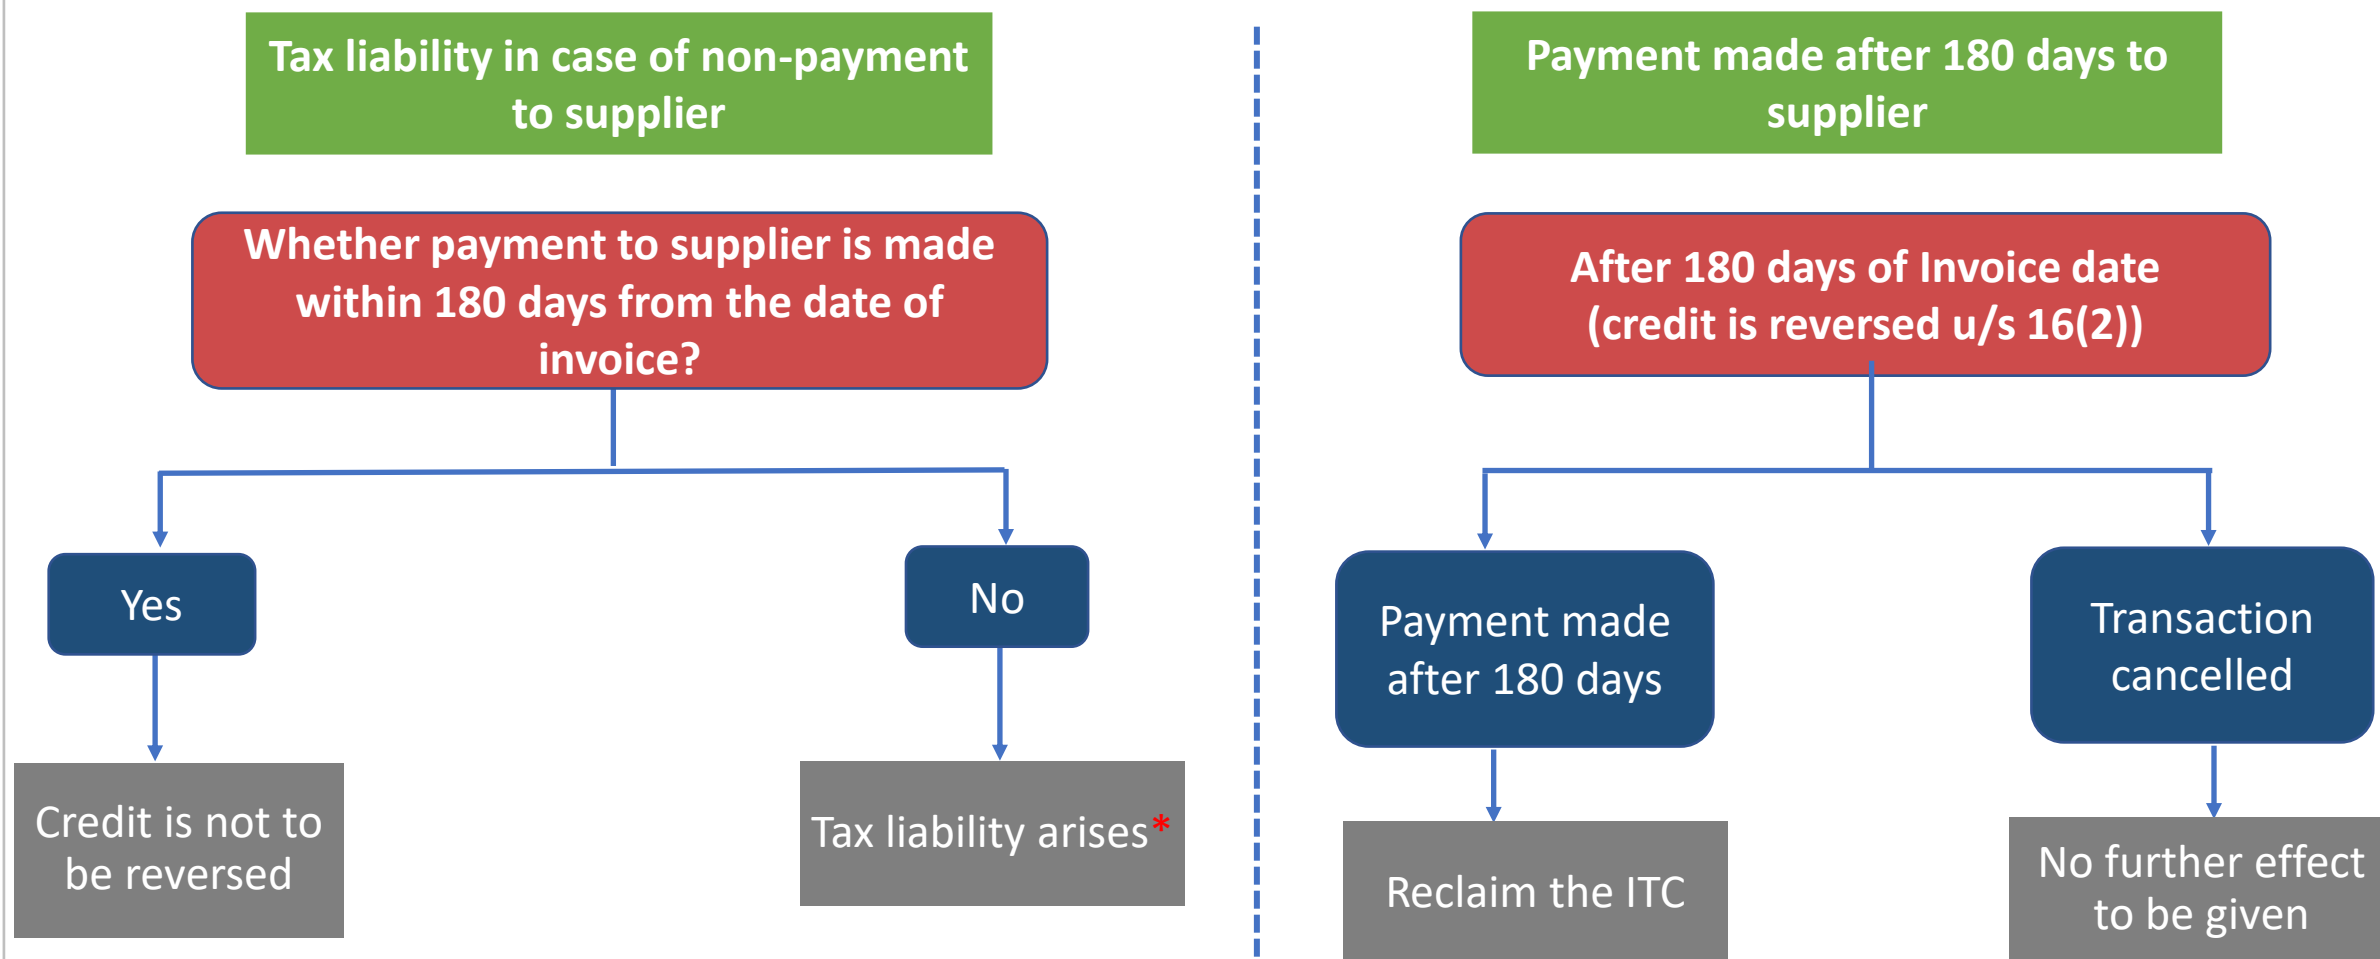 Tax liability in case of non-payment
to supplier
Whether payment to supplier is made
within 180 days from the date of
invoice?
Yes
No
Credit is not to
be reversed
Tax liability arises*
Payment made after 180 days to
supplier
After 180 days of Invoice date
(credit is reversed u/s 16(2))
Payment made
after 180 days
Transaction
cancelled
Reclaim the ITC
No further effect
to be given